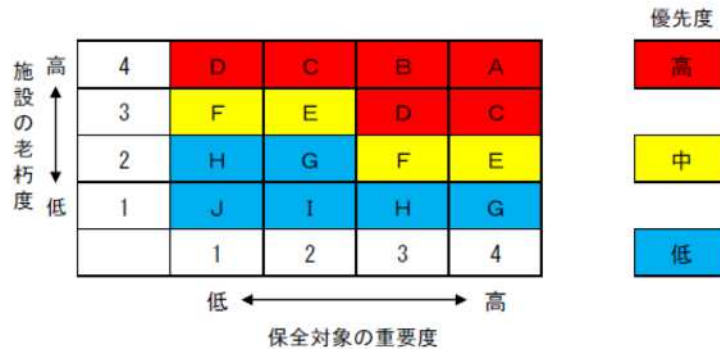 優先度
施設の老朽度
高
低
4 D C B A
3 F E D C
2 H G F E
1 J I H G
1 2 3 4
低 高
保全対象の重要度
高
中
低